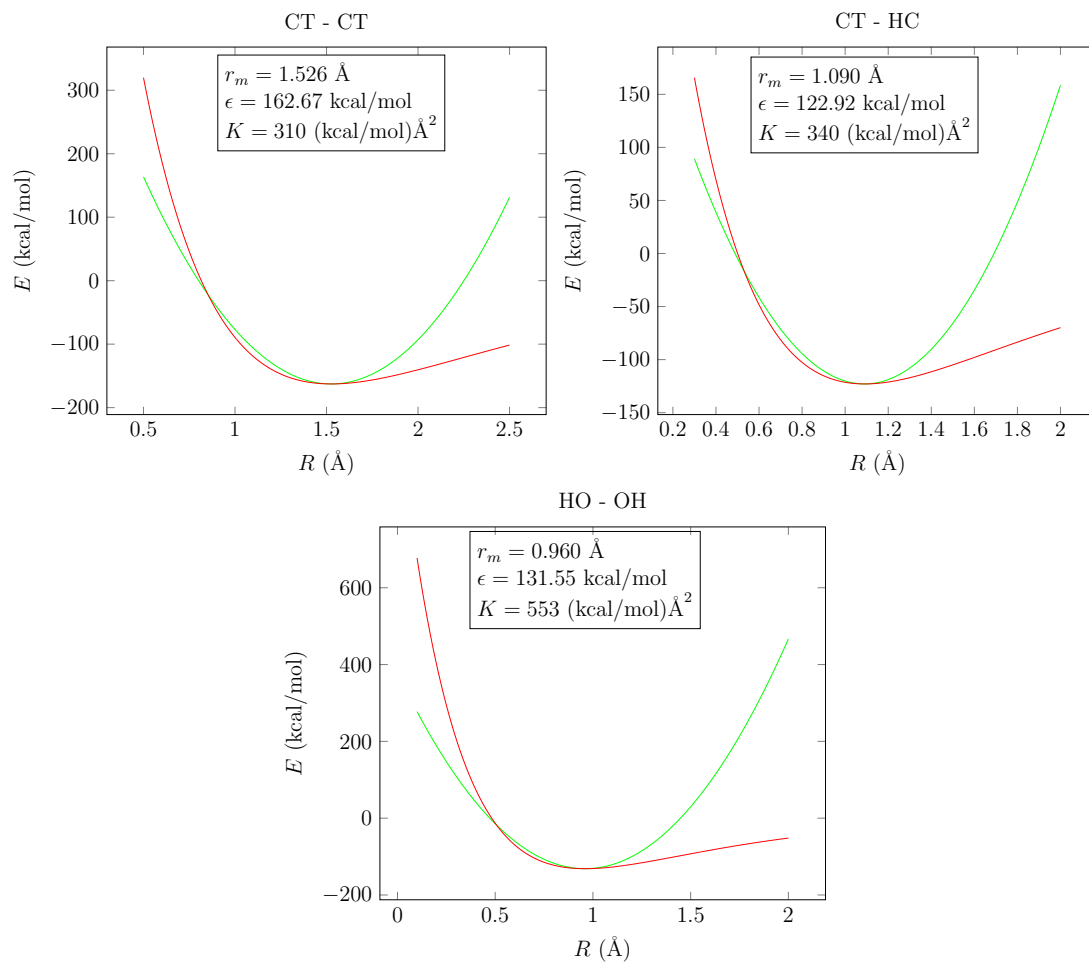 CT - CT
r_m = 1.526 Å
ϵ = 162.67 kcal/mol
K = 310 (kcal/mol)Å²
300
200
100
0
−100
−200
E (kcal/mol)
0.5 1 1.5 2 2.5
R (Å)
CT - HC
r_m = 1.090 Å
ϵ = 122.92 kcal/mol
K = 340 (kcal/mol)Å²
150
100
50
0
−50
−100
−150
E (kcal/mol)
0.2 0.4 0.6 0.8 1 1.2 1.4 1.6 1.8 2
R (Å)
HO - OH
r_m = 0.960 Å
ϵ = 131.55 kcal/mol
K = 553 (kcal/mol)Å²
600
400
200
0
−200
E (kcal/mol)
0 0.5 1 1.5 2
R (Å)